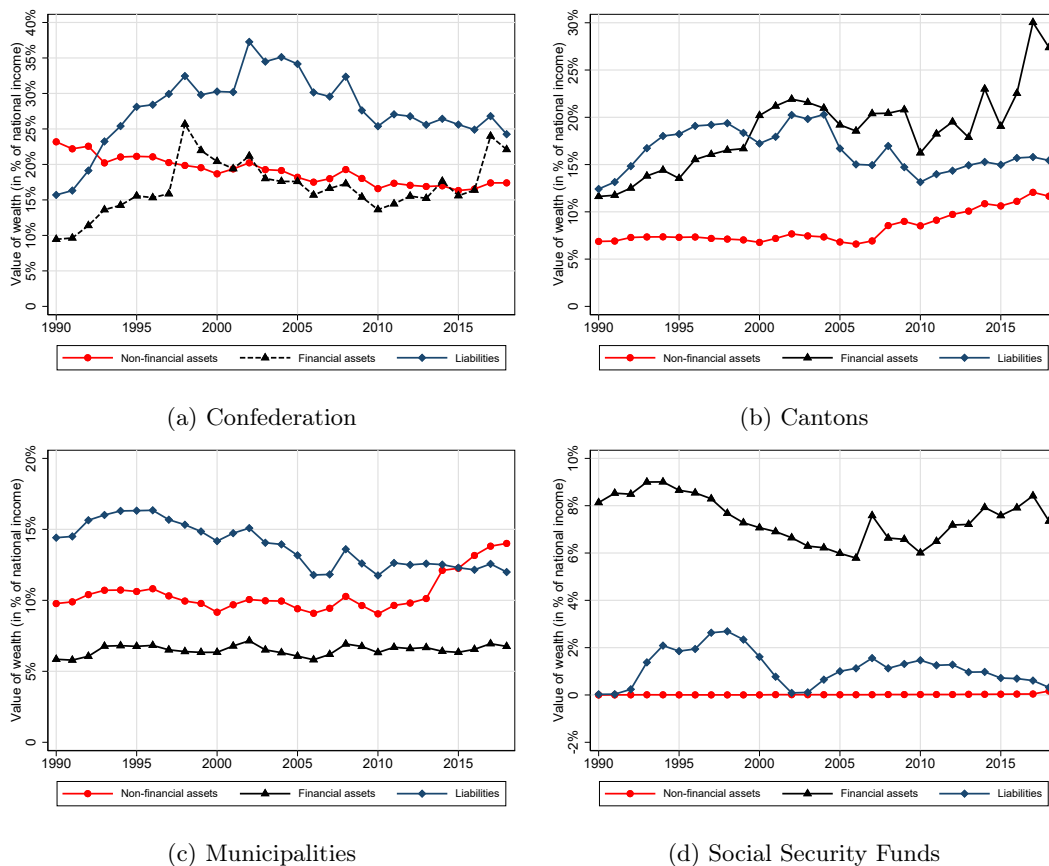 Value of wealth (in % of national income)
40%
35%
30%
25%
20%
15%
10%
5%
0
1990 1995 2000 2005 2010 2015
Non-financial assets Financial assets Liabilities
(a) Confederation
Value of wealth (in % of national income)
30%
25%
20%
15%
10%
5%
0
1990 1995 2000 2005 2010 2015
Non-financial assets Financial assets Liabilities
(b) Cantons
Value of wealth (in % of national income)
20%
15%
10%
5%
0
1990 1995 2000 2005 2010 2015
Non-financial assets Financial assets Liabilities
(c) Municipalities
Value of wealth (in % of national income)
10%
8%
6%
4%
2%
0
-2%
1990 1995 2000 2005 2010 2015
Non-financial assets Financial assets Liabilities
(d) Social Security Funds